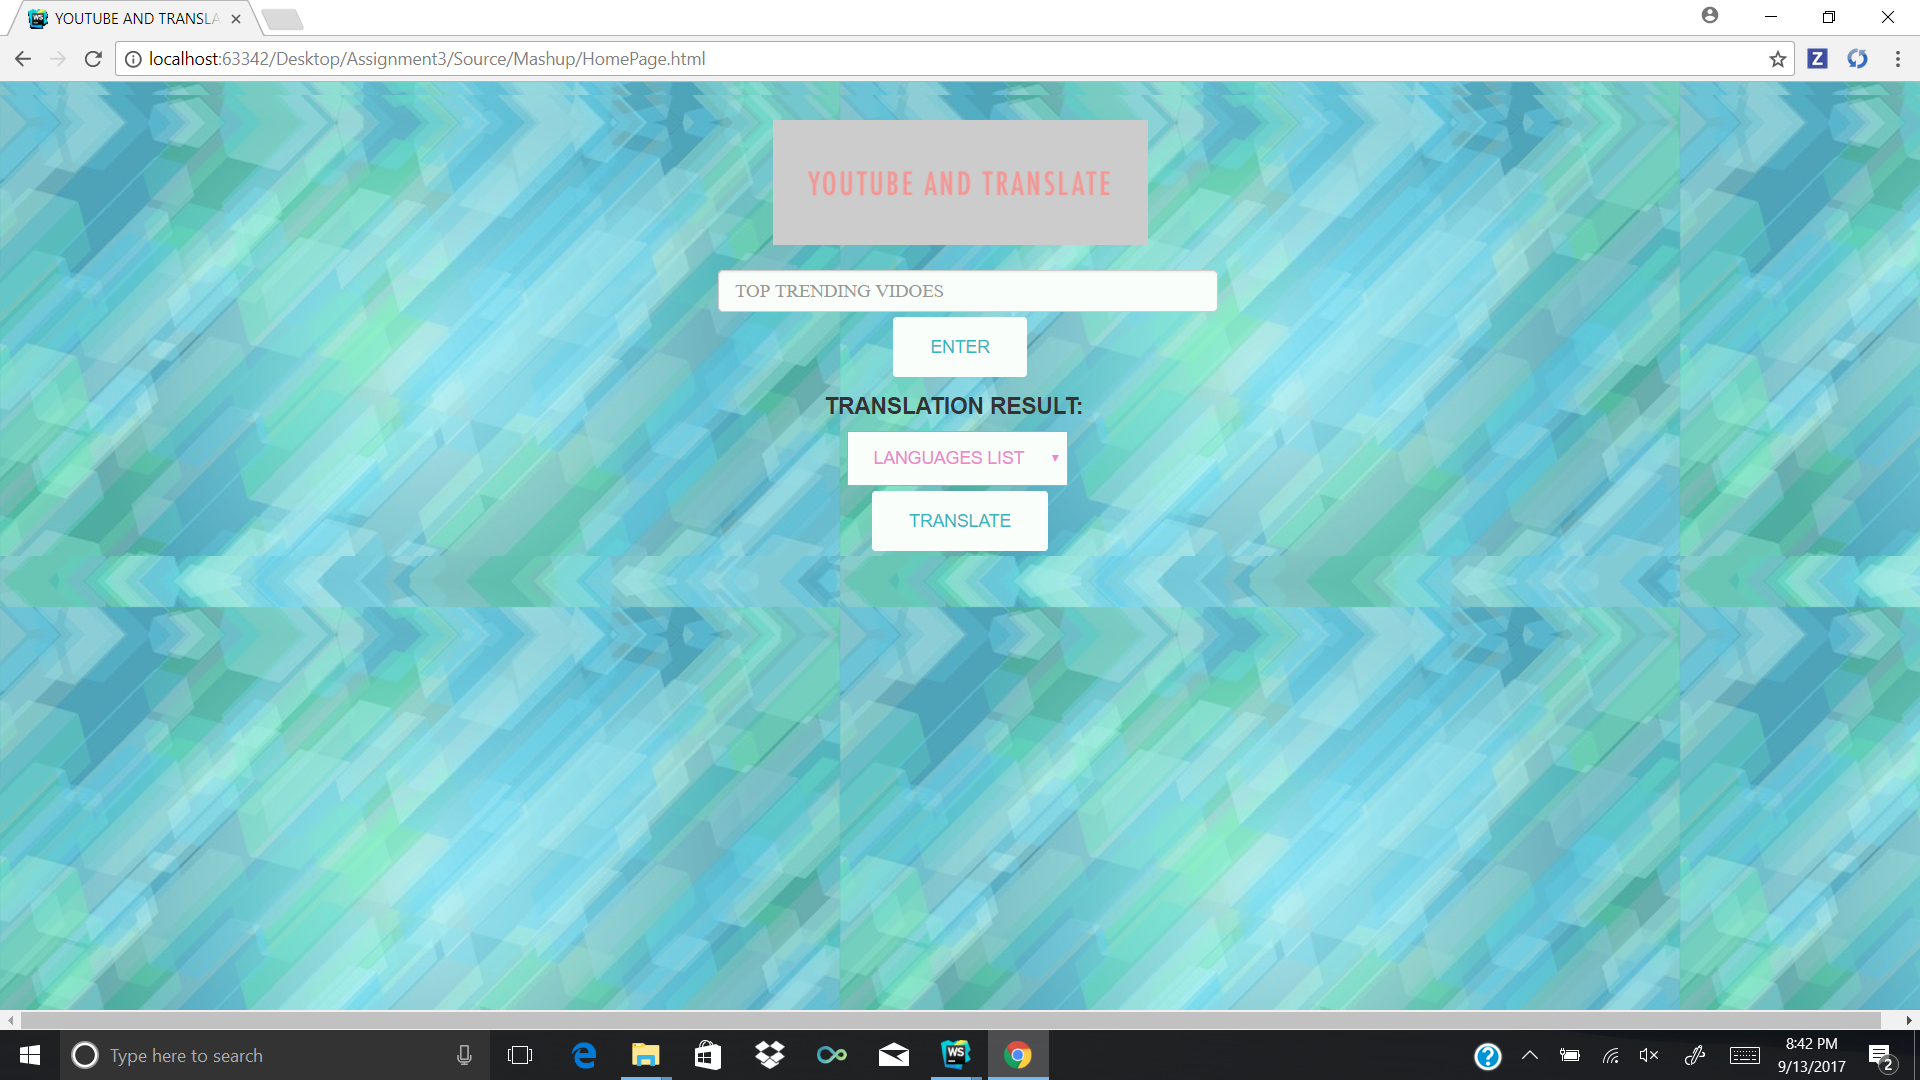 YOUTUBE AND TRANSLA
localhost:63342/Desktop/Assignment3/Source/Mashup/HomePage.html
Z
YOUTUBE AND TRANSLATE
TOP TRENDING VIDOES
ENTER
TRANSLATION RESULT:
LANGUAGES LIST
TRANSLATE
Type here to search
WS
8:42 PM
9/13/2017
2